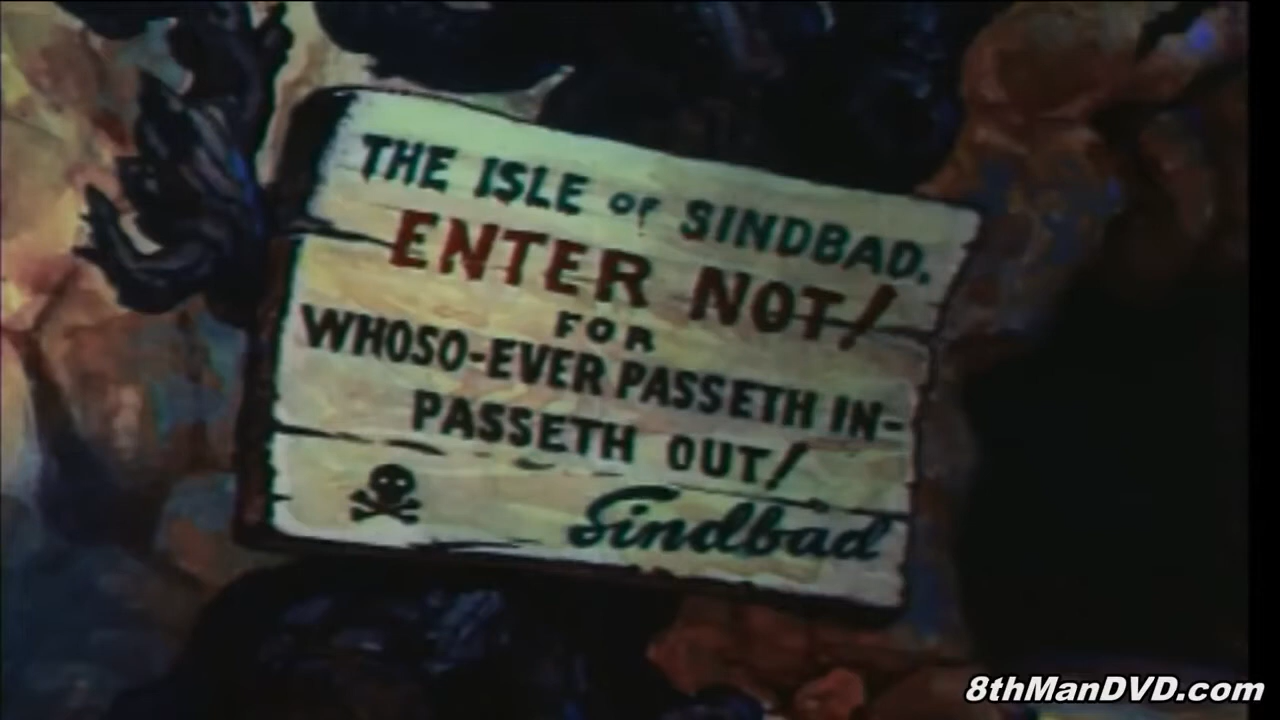 THE ISLE OF SINDBAD.
ENTER NOT!
FOR
WHOSO-EVER PASSETH IN-
PASSETH OUT!
Sindbad
8thManDVD.com